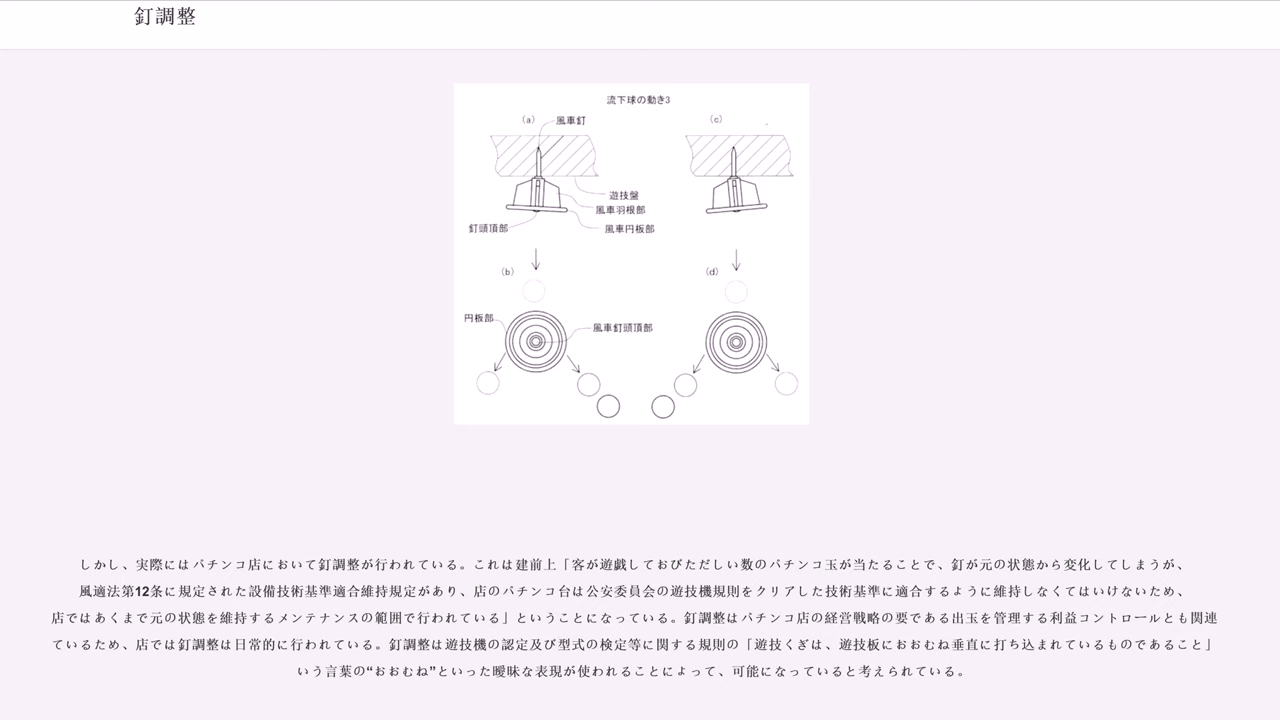 釘調整
流下球の動き3
(a)
風車釘
(c)
遊技盤
風車羽根部
釘頭頂部
風車円板部
(b)
(d)
円板部
風車釘頭頂部
しかし、実際にはパチンコ店において釘調整が行われている。これは建前上「客が遊戯しておびただしい数のパチンコ玉が当たることで、釘が元の状態から変化してしまうが、
風適法第12条に規定された設備技術基準適合維持規定があり、店のパチンコ台は公安委員会の遊技機規則をクリアした技術基準に適合するように維持しなくてはいけないため、
店ではあくまで元の状態を維持するメンテナンスの範囲で行われている」ということになっている。釘調整はパチンコ店の経営戦略の要である出玉を管理する利益コントロールとも関連
ているため、店では釘調整は日常的に行われている。釘調整は遊技機の認定及び型式の検定等に関する規則の「遊技くぎは、遊技板におおむね垂直に打ち込まれているものであること」
いう言葉の“おおむね”といった曖昧な表現が使われることによって、可能になっていると考えられている。